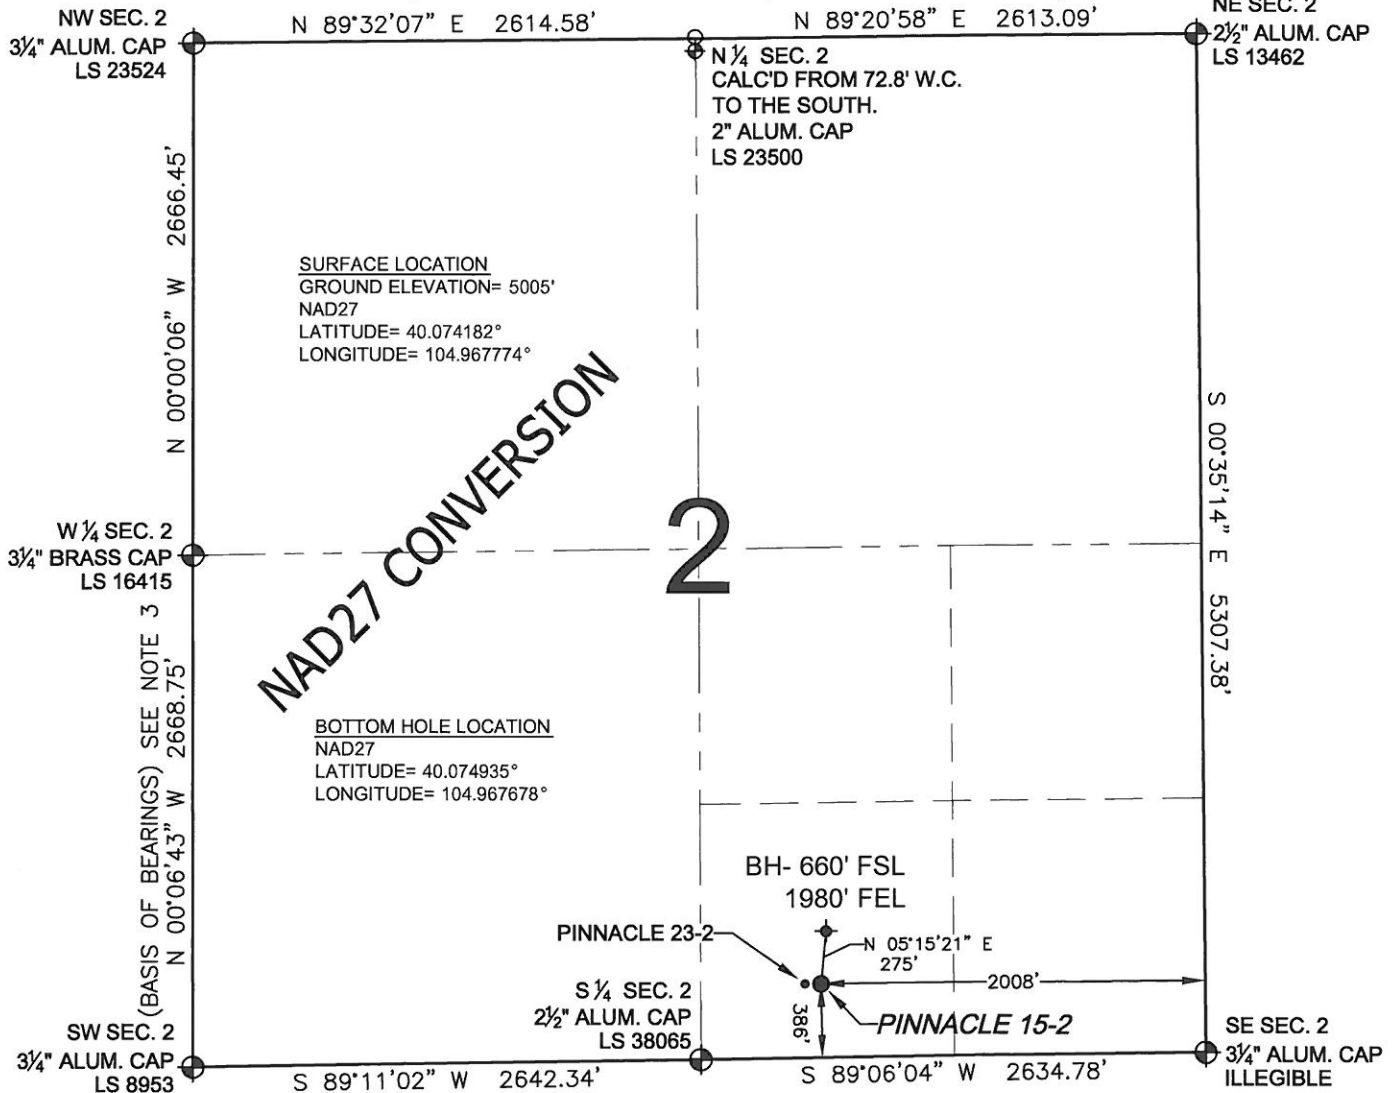 NW SEC. 2
3¼" ALUM. CAP
LS 23524
N 89°32'07" E 2614.58'
N 89°20'58" E 2613.09'
NE SEC. 2
2½" ALUM. CAP
LS 13462
N ¼ SEC. 2
CALC'D FROM 72.8' W.C.
TO THE SOUTH.
2" ALUM. CAP
LS 23500
N 00°00'06" W 2666.45'
SURFACE LOCATION
GROUND ELEVATION= 5005'
NAD27
LATITUDE= 40.074182°
LONGITUDE= 104.967774°
NAD27 CONVERSION
S 00°35'14" E 5307.38'
2
W ¼ SEC. 2
3¼" BRASS CAP
LS 16415
(BASIS OF BEARINGS) SEE NOTE 3
N 00°06'43" W 2668.75'
BOTTOM HOLE LOCATION
NAD27
LATITUDE= 40.074935°
LONGITUDE= 104.967678°
BH- 660' FSL
1980' FEL
PINNACLE 23-2
N 05°15'21" E
275'
2008'
386'
PINNACLE 15-2
S ¼ SEC. 2
2½" ALUM. CAP
LS 38065
SW SEC. 2
3¼" ALUM. CAP
LS 8953
S 89°11'02" W 2642.34'
S 89°06'04" W 2634.78'
SE SEC. 2
3¼" ALUM. CAP
ILLEGIBLE